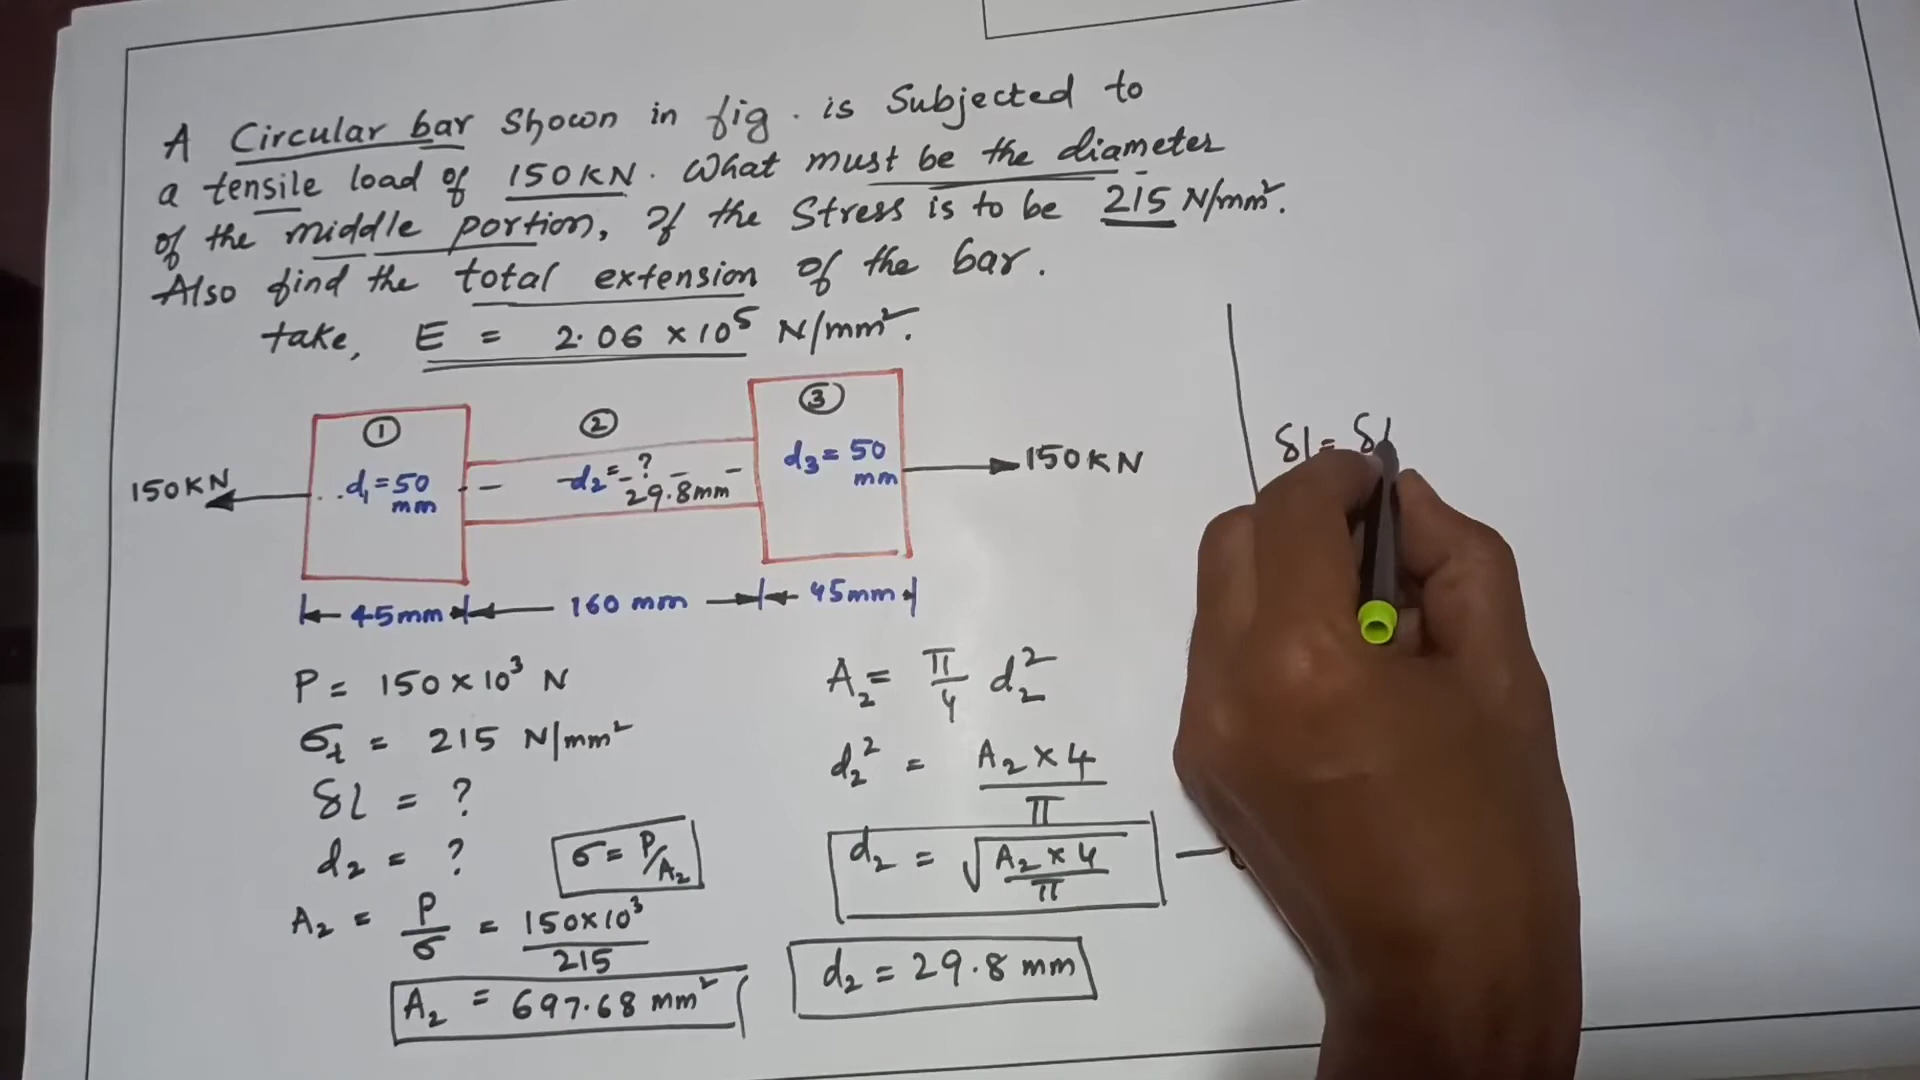 A Circular bar Shown in fig. is Subjected to
a tensile load of 150KN. What must be the diameter
of the middle portion, If the Stress is to be 215 N/mm².
Also find the total extension of the bar.
take, E = 2.06 × 10⁵ N/mm².
① ② ③
150KN d₁ = 50 mm d₂ = ? 29.8mm d₃ = 50 mm 150KN
45mm 160 mm 45mm
P = 150 × 10³ N
σt = 215 N/mm²
δl = ?
d₂ = ?
σ = P/A₂
A₂ = P/σ = 150×10³/215
A₂ = 697.68 mm²
A₂ = π/4 d₂²
d₂² = A₂ × 4/π
d₂ = √(A₂ × 4/π)
d₂ = 29.8 mm
δl = δl